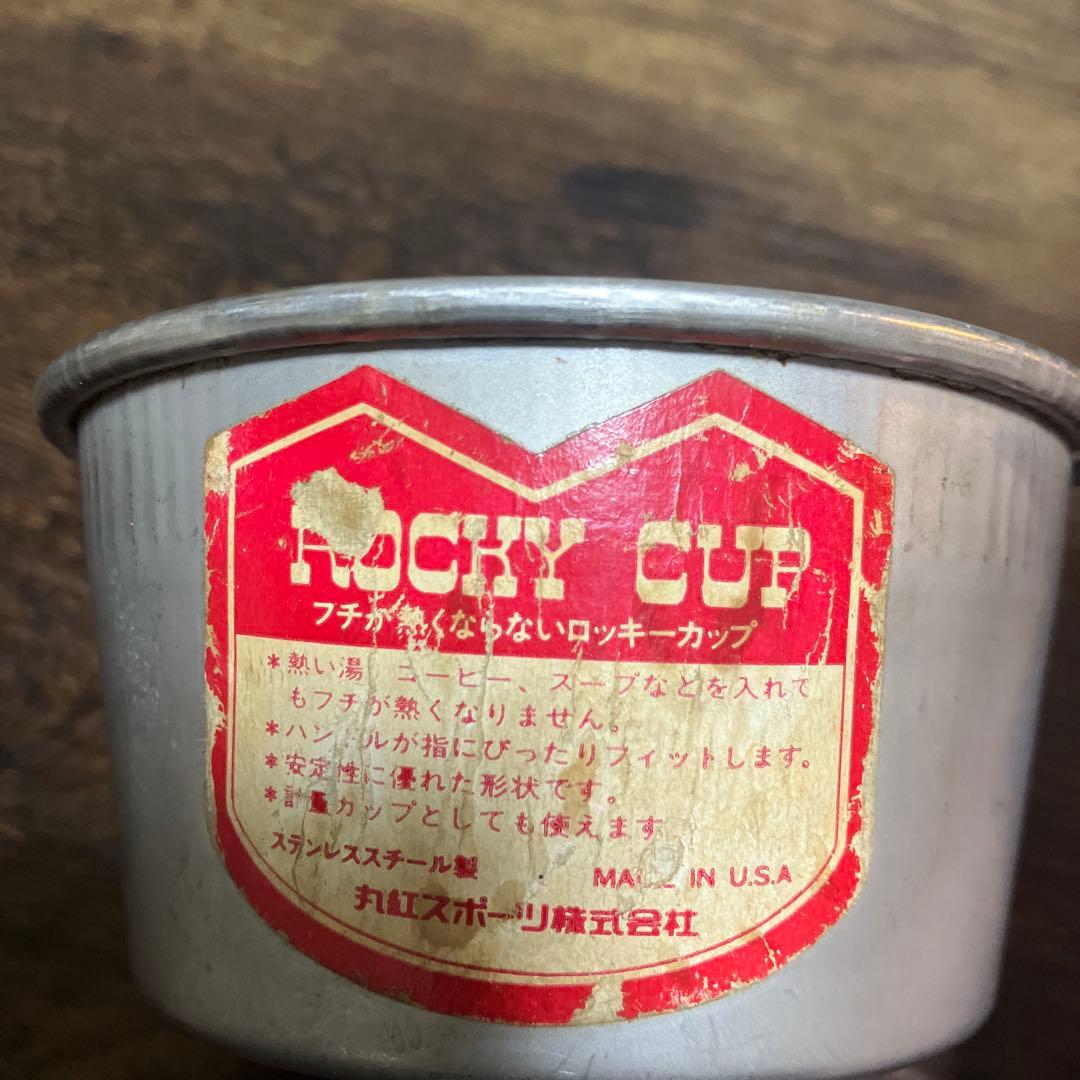 ROCKY CUP
フチが熱くならないロッキーカップ
*熱い湯 コーヒー、スープなどを入れて
もフチが熱くなりません。
*ハンドルが指にぴったりフィットします。
*安定性に優れた形状です。
*計量カップとしても使えます
ステンレススチール製 MADE IN U.S.A
丸紅スポーツ株式会社